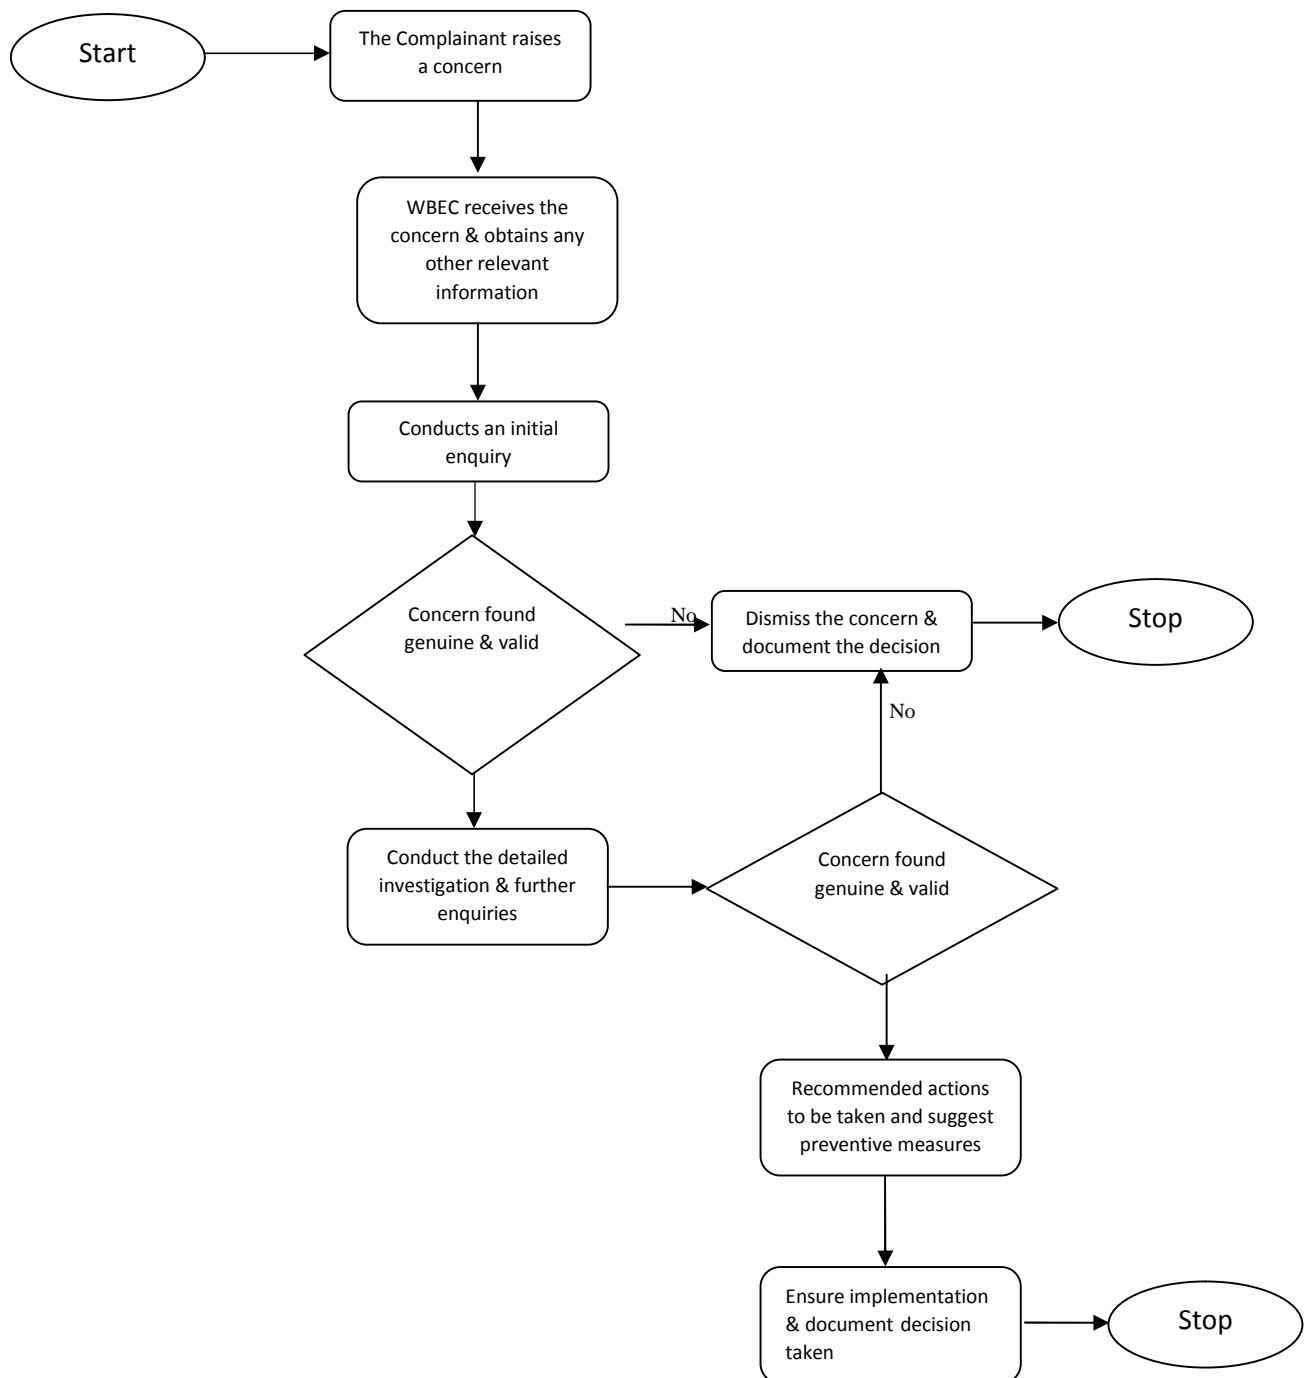 Start
The Complainant raises
a concern
WBEC receives the
concern & obtains any
other relevant
information
Conducts an initial
enquiry
Concern found
genuine & valid
No
Dismiss the concern &
document the decision
Stop
No
Conduct the detailed
investigation & further
enquiries
Concern found
genuine & valid
Recommended actions
to be taken and suggest
preventive measures
Ensure implementation
& document decision
taken
Stop